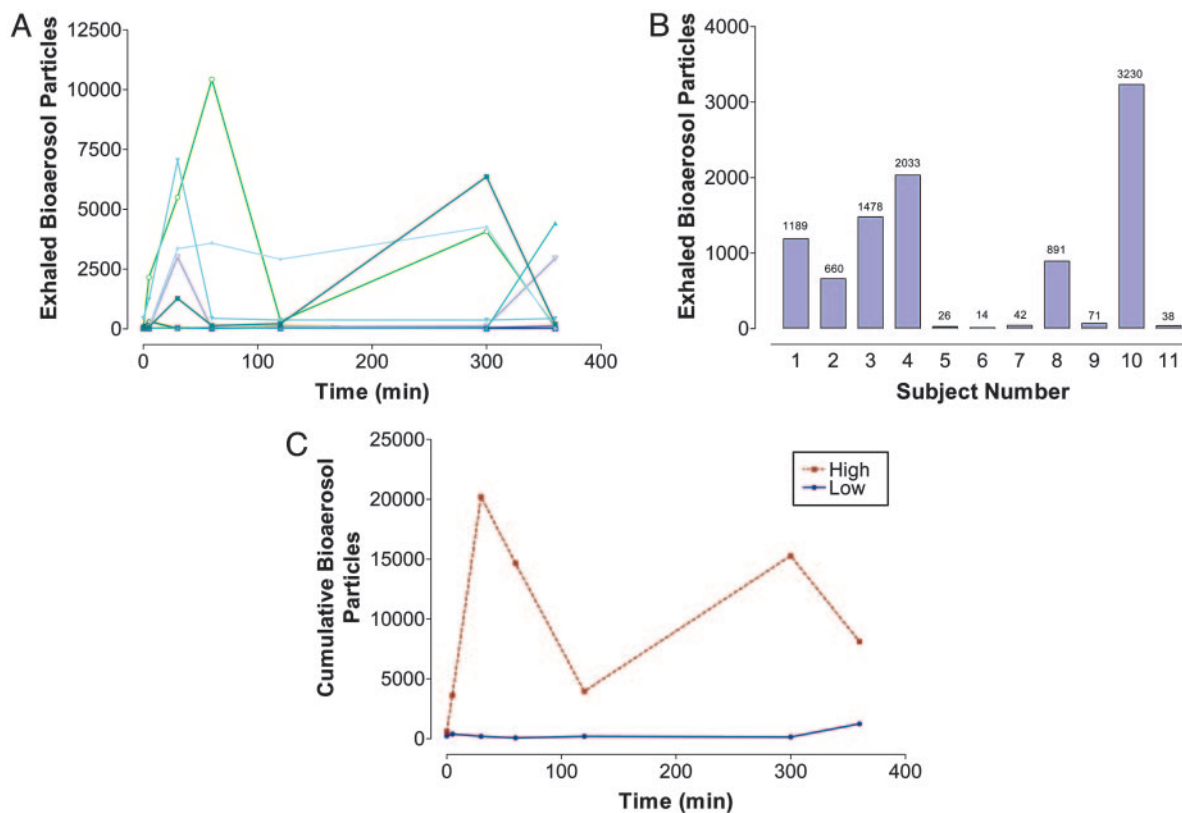 A
Exhaled Bioaerosol Particles
12500
10000
7500
5000
2500
0
0 100 200 300 400
Time (min)
B
Exhaled Bioaerosol Particles
4000
3000
2000
1000
0
1189
660
1478
2033
26
14
42
891
71
3230
38
1 2 3 4 5 6 7 8 9 10 11
Subject Number
C
Cumulative Bioaerosol
Particles
25000
20000
15000
10000
5000
0
0 100 200 300 400
Time (min)
High
Low